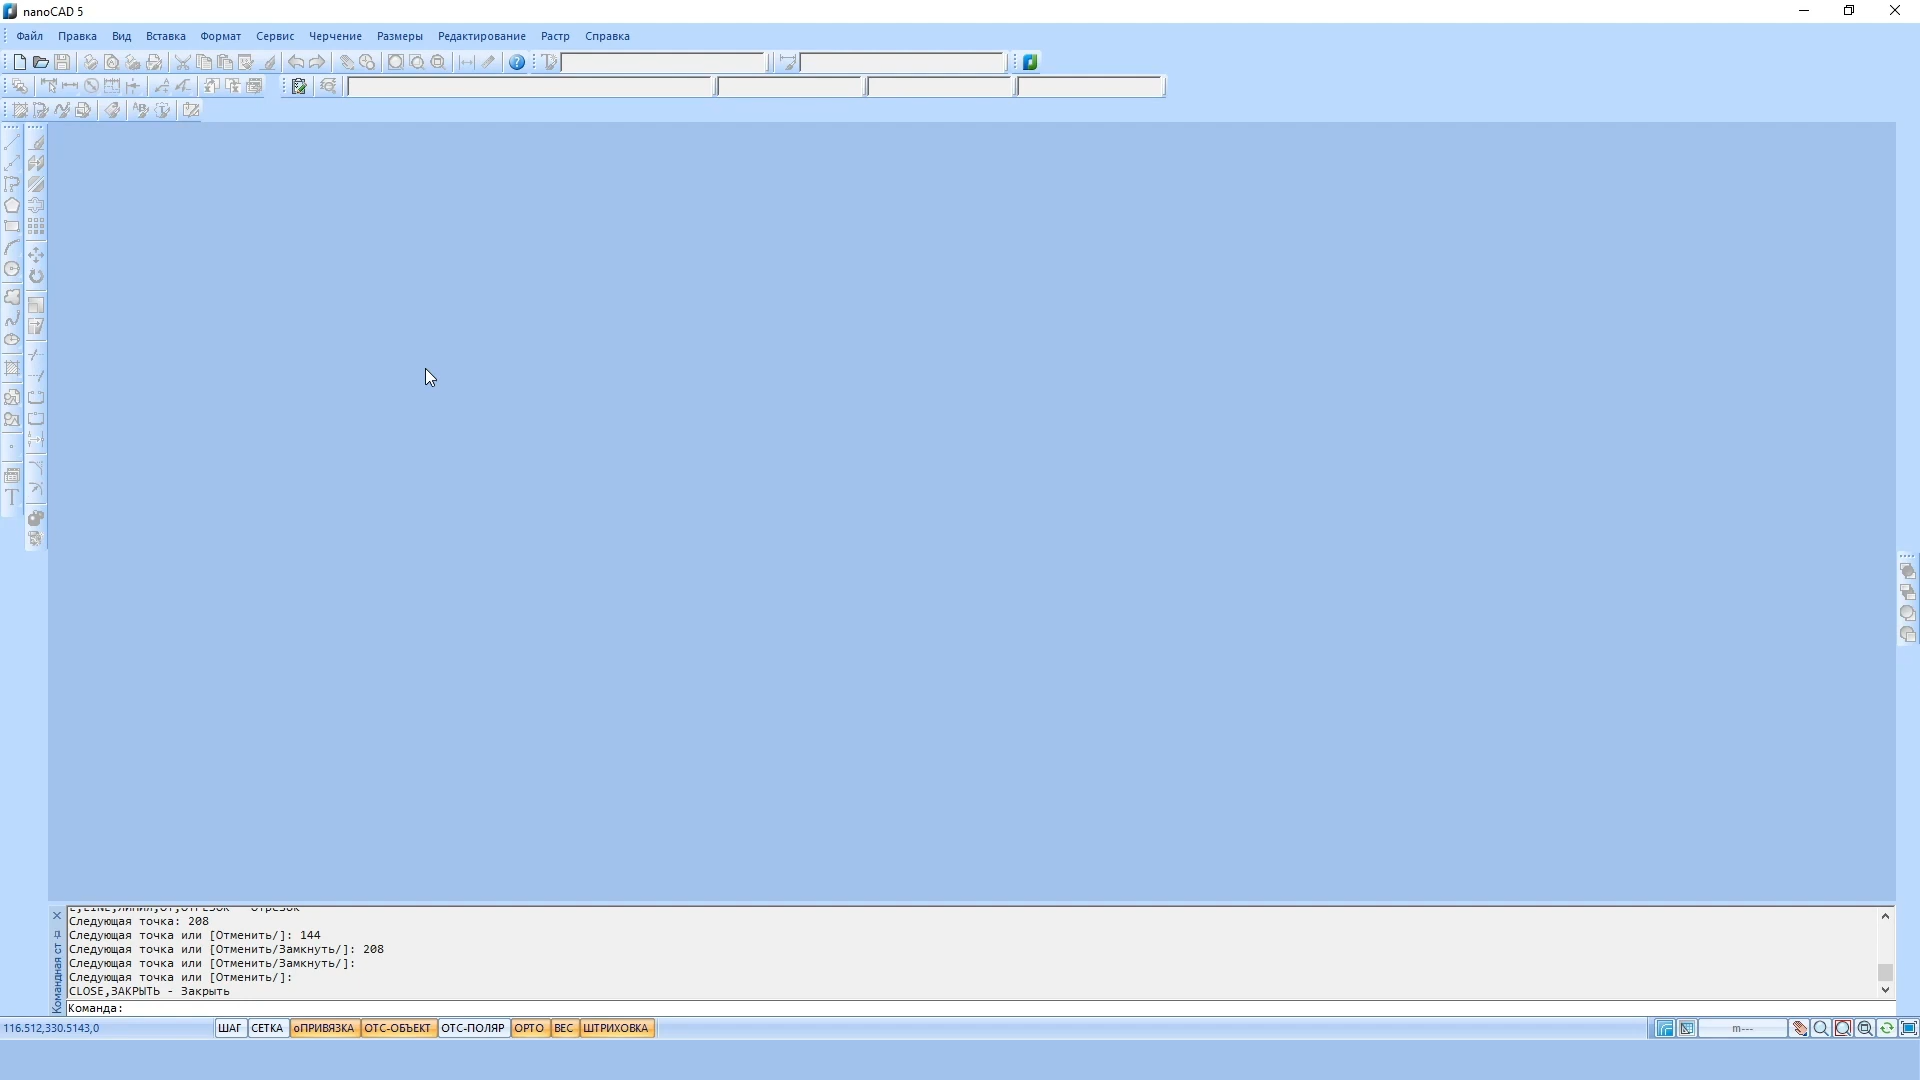 nanoCAD 5
Файл Правка Вид Вставка Формат Сервис Черчение Размеры Редактирование Растр Справка
Следующая точка: 208
Следующая точка или [Отменить/]: 144
Следующая точка или [Отменить/Замкнуть/]: 208
Следующая точка или [Отменить/Замкнуть/]:
Следующая точка или [Отменить/]:
CLOSE,ЗАКРЫТЬ - Закрыть
Командная ст
Команда:
116.512,330.5143,0 ШАГ СЕТКА оПРИВЯЗКА ОТС-ОБЪЕКТ ОТС-ПОЛЯР ОРТО ВЕС ШТРИХОВКА m---